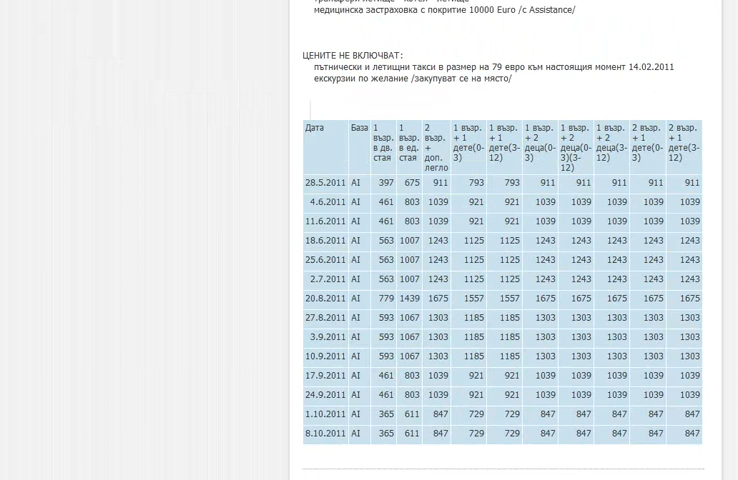 медицинска застраховка с покритие 10000 Euro /с Assistance/
ЦЕНИТЕ НЕ ВКЛЮЧВАТ:
пътнически и летищни такси в размер на 79 евро към настоящия момент 14.02.2011
екскурзии по желание /закупуват се на място/
Дата База 1 възр. в дв. стая 1 възр. в ед. стая 2 възр. + доп. легло 1 възр. + 1 дете(0-3) 1 възр. + 1 дете(3-12) 1 възр. + 2 деца(0-3) 1 възр. + 2 деца(0-3)(3-12) 1 възр. + 2 деца(3-12) 2 възр. + 1 дете(0-3) 2 възр. + 1 дете(3-12)
28.5.2011 AI 397 675 911 793 793 911 911 911 911 911
4.6.2011 AI 461 803 1039 921 921 1039 1039 1039 1039 1039
11.6.2011 AI 461 803 1039 921 921 1039 1039 1039 1039 1039
18.6.2011 AI 563 1007 1243 1125 1125 1243 1243 1243 1243 1243
25.6.2011 AI 563 1007 1243 1125 1125 1243 1243 1243 1243 1243
2.7.2011 AI 563 1007 1243 1125 1125 1243 1243 1243 1243 1243
20.8.2011 AI 779 1439 1675 1557 1557 1675 1675 1675 1675 1675
27.8.2011 AI 593 1067 1303 1185 1185 1303 1303 1303 1303 1303
3.9.2011 AI 593 1067 1303 1185 1185 1303 1303 1303 1303 1303
10.9.2011 AI 593 1067 1303 1185 1185 1303 1303 1303 1303 1303
17.9.2011 AI 461 803 1039 921 921 1039 1039 1039 1039 1039
24.9.2011 AI 461 803 1039 921 921 1039 1039 1039 1039 1039
1.10.2011 AI 365 611 847 729 729 847 847 847 847 847
8.10.2011 AI 365 611 847 729 729 847 847 847 847 847